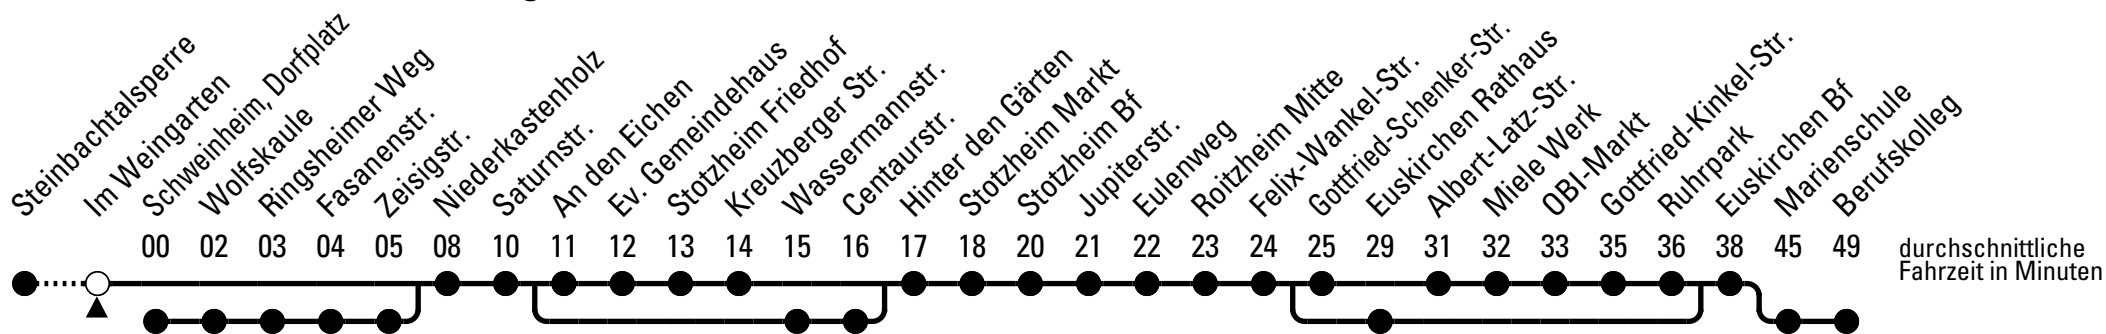 Steinbachtalsperre
Im Weingarten
Schweinheim, Dorfplatz
Wolfskaule
Ringsheimer Weg
Fasanenstr.
Zeisigstr.
Niederkastenholz
Saturnstr.
An den Eichen
Ev. Gemeindehaus
Stotzheim Friedhof
Kreuzberger Str.
Wassermannstr.
Centaurstr.
Hinter den Gärten
Stotzheim Markt
Stotzheim Bf
Jupiterstr.
Eulenweg
Roitzheim Mitte
Felix-Wankel-Str.
Gottfried-Schenker-Str.
Euskirchen Rathaus
Albert-Latz-Str.
Miele Werk
OBI-Markt
Gottfried-Kinkel-Str.
Ruhrpark
Euskirchen Bf
Marienschule
Berufskolleg
00 02 03 04 05 08 10 11 12 13 14 15 16 17 18 20 21 22 23 24 25 29 31 32 33 35 36 38 45 49
durchschnittliche
Fahrzeit in Minuten